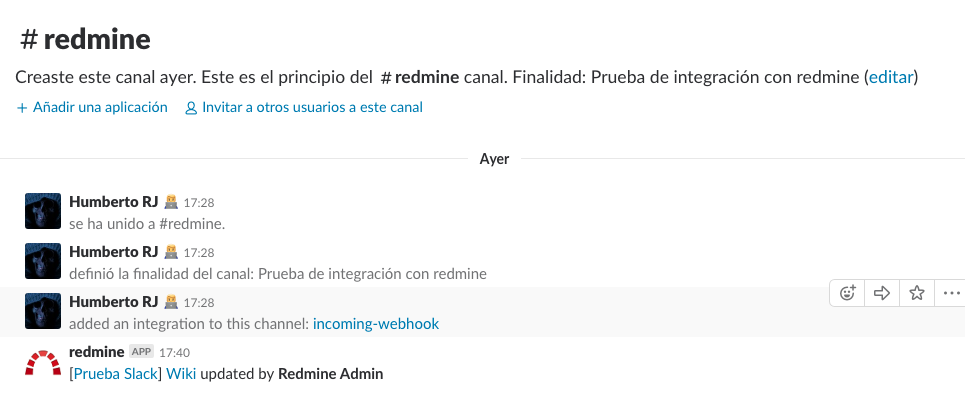 # redmine
Creaste este canal ayer. Este es el principio del # redmine canal. Finalidad: Prueba de integración con redmine (editar)
+ Añadir una aplicación Invitar a otros usuarios a este canal
Ayer
Humberto RJ 17:28
se ha unido a #redmine.
Humberto RJ 17:28
definió la finalidad del canal: Prueba de integración con redmine
Humberto RJ 17:28
added an integration to this channel: incoming-webhook
redmine APP 17:40
[Prueba Slack] Wiki updated by Redmine Admin